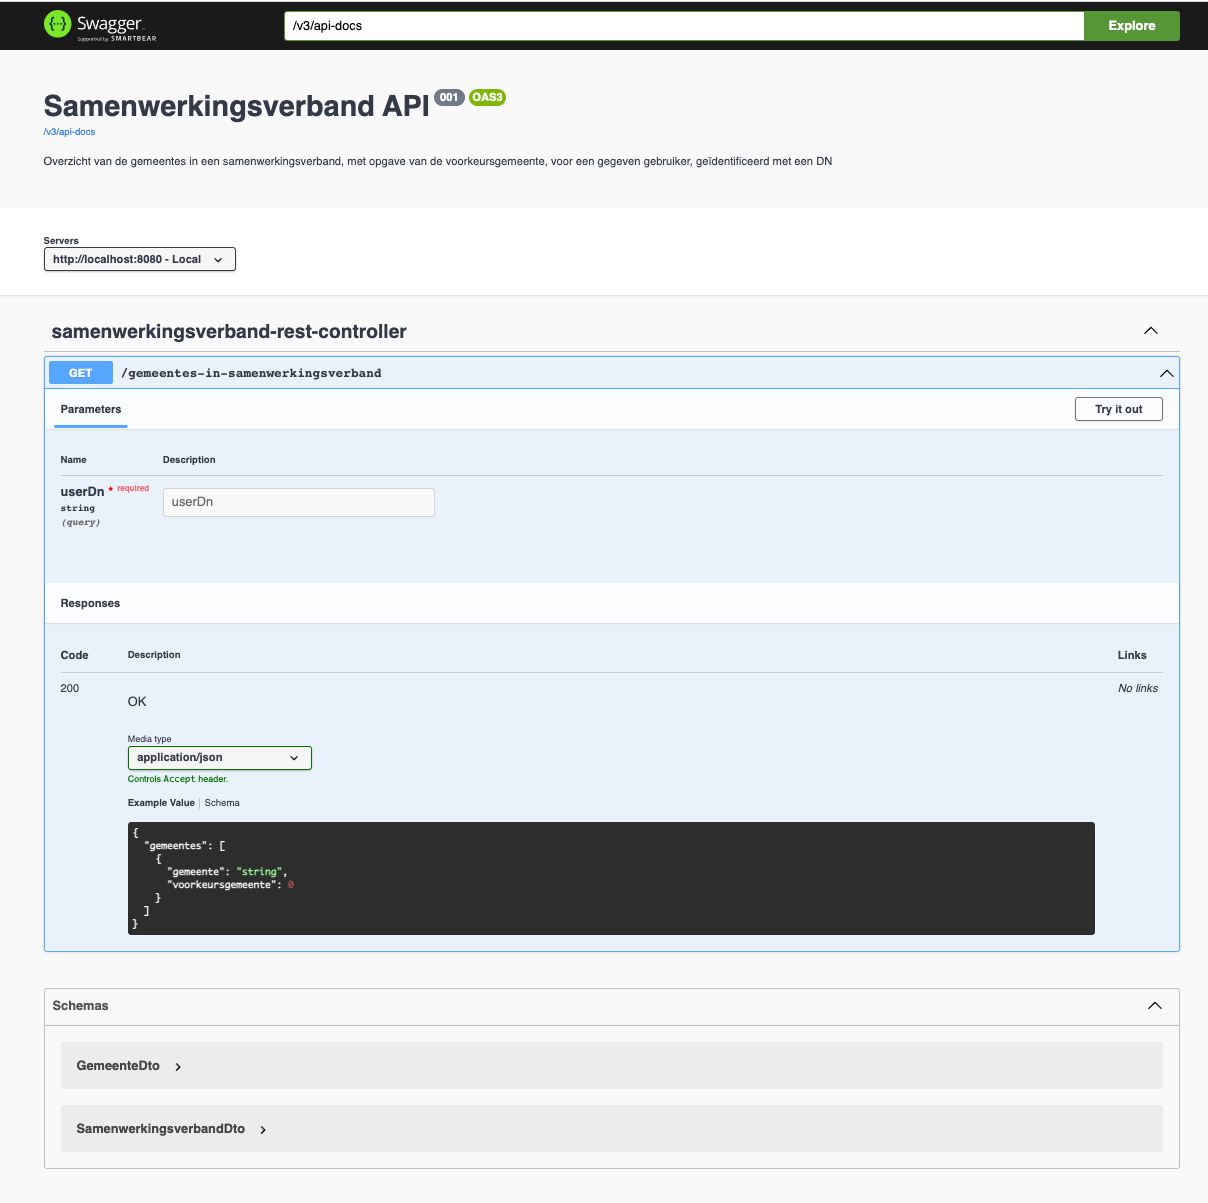 Swagger
Supported by SMARTBEAR
/v3/api-docs
Explore
Samenwerkingsverband API 001 OAS3
/v3/api-docs
Overzicht van de gemeentes in een samenwerkingsverband, met opgave van de voorkeursgemeente, voor een gegeven gebruiker, geïdentificeerd met een DN
Servers
http://localhost:8080 - Local
samenwerkingsverband-rest-controller
GET /gemeentes-in-samenwerkingsverband
Parameters
Try it out
Name Description
userDn * required
string
(query)
userDn
Responses
Code Description Links
200
OK
No links
Media type
application/json
Controls Accept header.
Example Value | Schema
{
  "gemeentes": [
    {
      "gemeente": "string",
      "voorkeursgemeente": 0
    }
  ]
}
Schemas
GemeenteDto
SamenwerkingsverbandDto